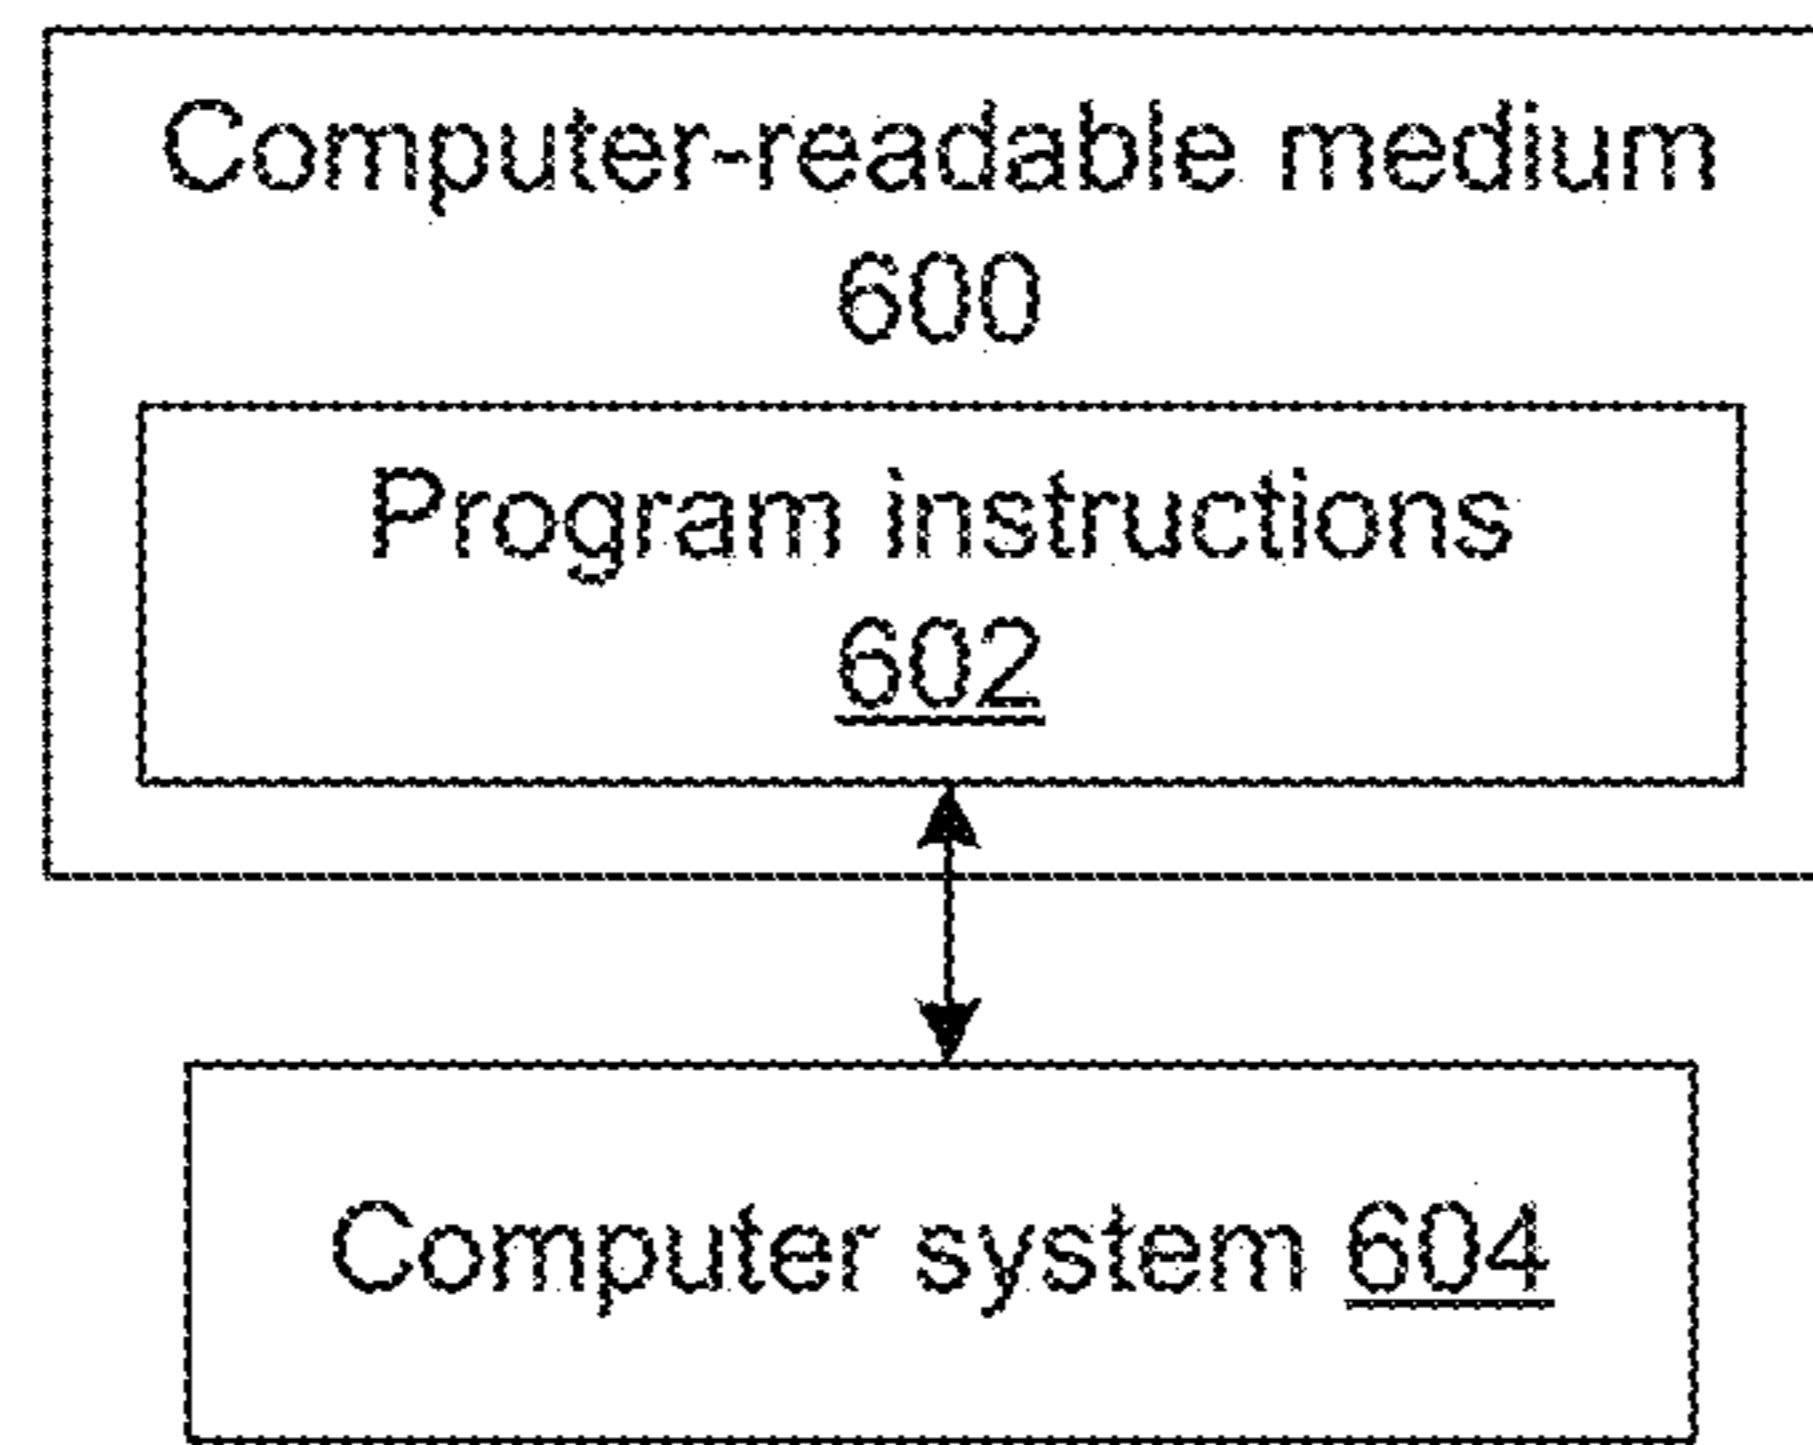 Computer-readable medium
600
Program instructions
602
Computer system 604